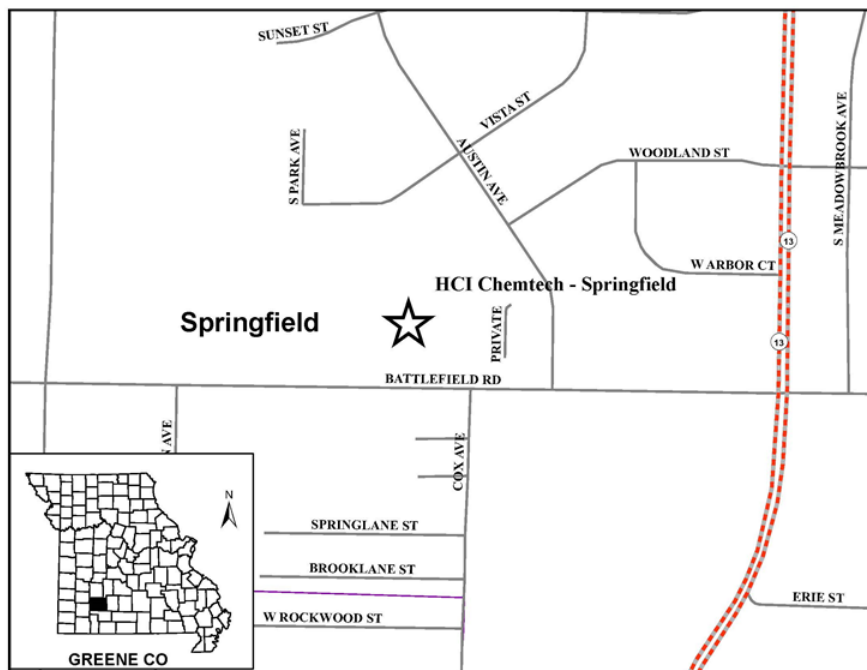 SUNSET ST
VISTA ST
S PARK AVE
AUSTIN AVE
WOODLAND ST
S MEADOWBROOK AVE
13
W ARBOR CT
HCI Chemtech - Springfield
Springfield
PRIVATE
13
BATTLEFIELD RD
COX AVE
N
SPRINGLANE ST
BROOKLANE ST
ERIE ST
W ROCKWOOD ST
GREENE CO